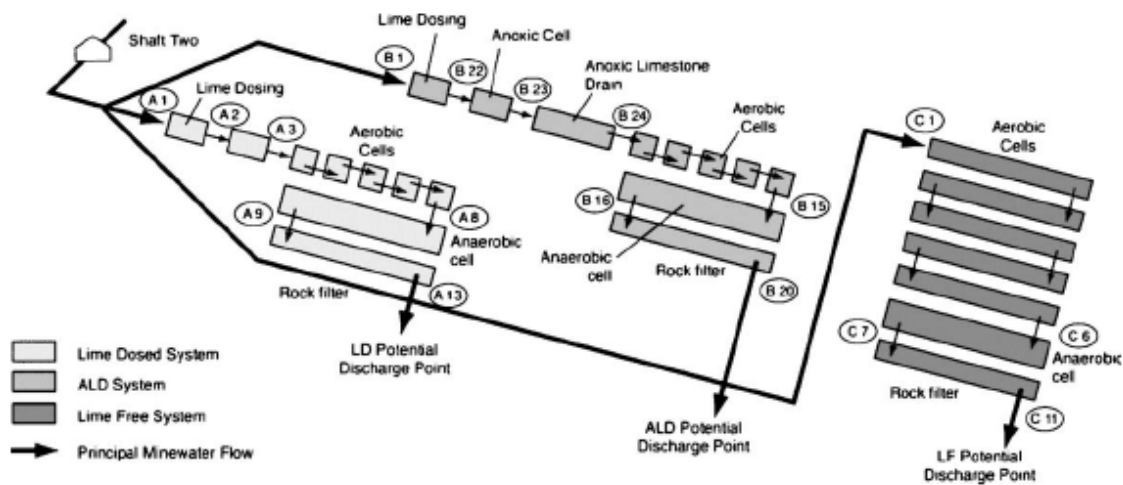 Shaft Two
Lime Dosing
Anoxic Cell
B 1
B 22
B 23
Anoxic Limestone
Drain
B 24
Aerobic
Cells
C 1
Aerobic
Cells
Lime Dosing
A 1
A 2
A 3
Aerobic
Cells
A 9
A 8
Anaerobic
cell
Rock filter
A 13
B 16
B 15
Anaerobic
cell
Rock filter
B 20
C 7
C 6
Anaerobic
cell
Rock filter
C 11
LD Potential
Discharge Point
ALD Potential
Discharge Point
LF Potential
Discharge Point
Lime Dosed System
ALD System
Lime Free System
Principal Minewater Flow